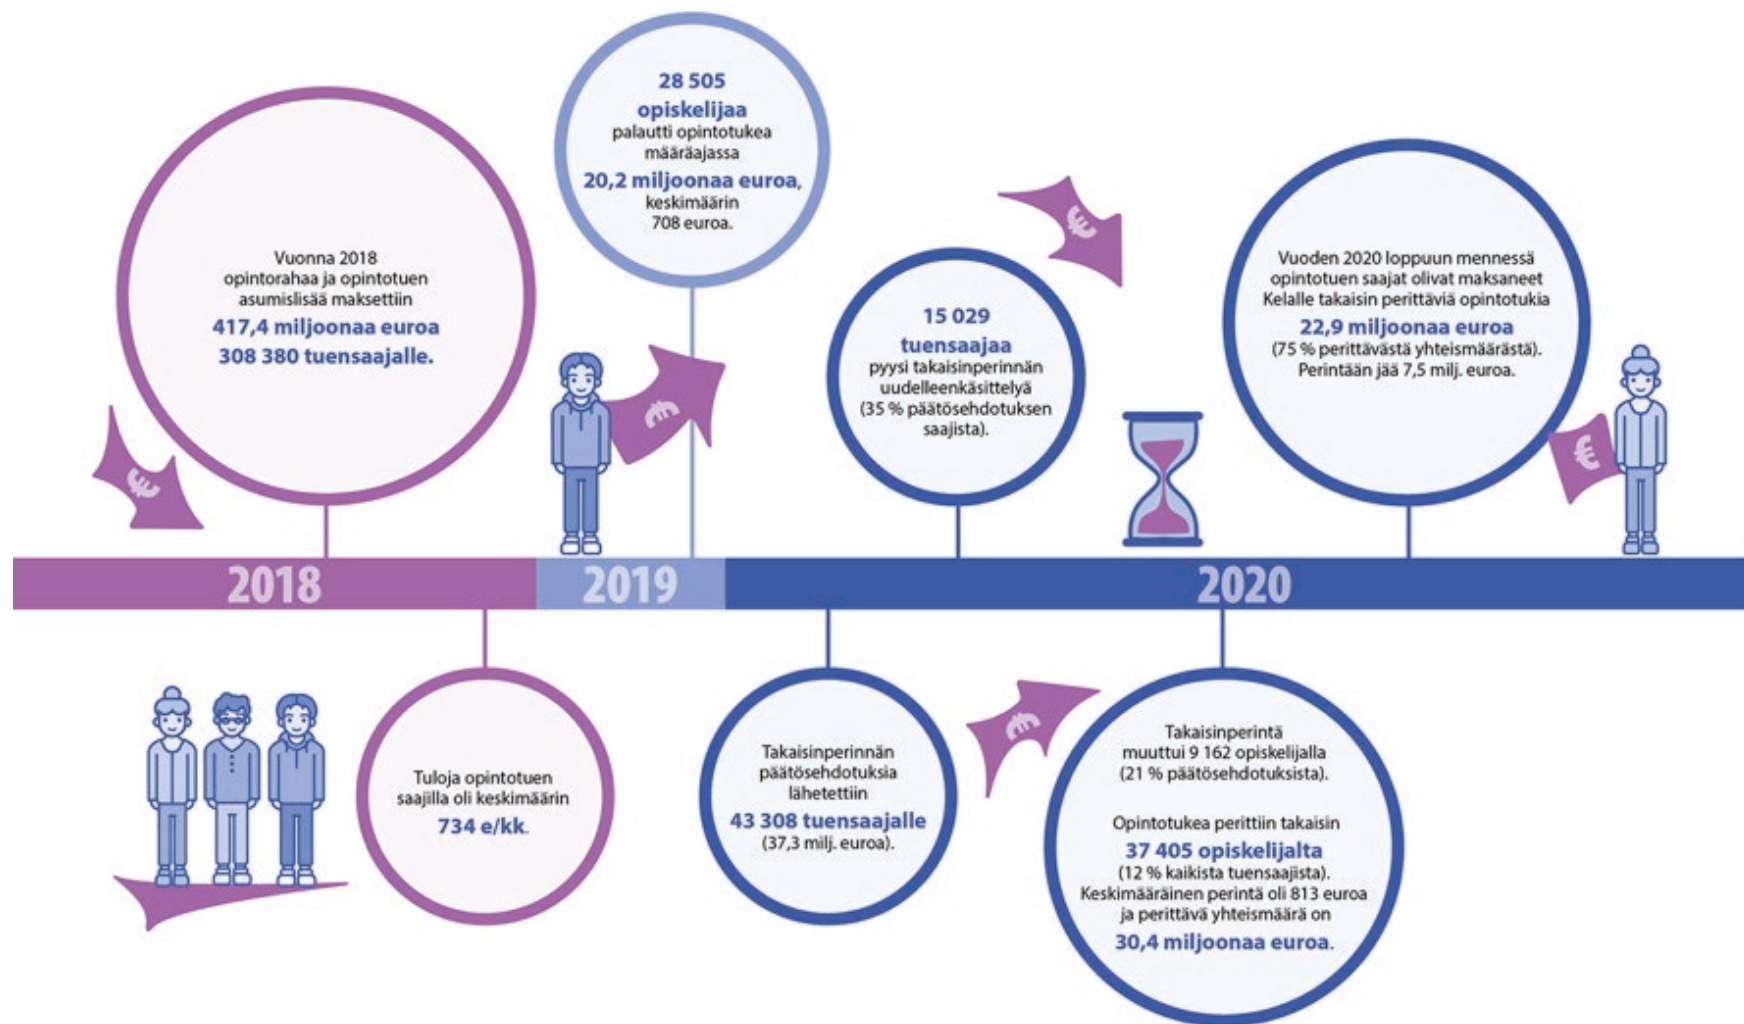 Vuonna 2018
opintorahaa ja opintotuen
asumislisää maksettiin
417,4 miljoonaa euroa
308 380 tuensaajalle.
28 505
opiskelijaa
palautti opintotukea
määräajassa
20,2 miljoonaa euroa,
keskimäärin
708 euroa.
15 029
tuensaajaa
pyysi takaisinperinnän
uudelleenkäsittelyä
(35 % päätösehdotuksen
saajista).
Vuoden 2020 loppuun mennessä
opintotuen saajat olivat maksaneet
Kelalle takaisin perittäviä opintotukia
22,9 miljoonaa euroa
(75 % perittävästä yhteismäärästä).
Perintään jää 7,5 milj. euroa.
€
€
€
€
2018
2019
2020
Tuloja opintotuen
saajilla oli keskimäärin
734 e/kk.
Takaisinperinnän
päätösehdotuksia
lähetettiin
43 308 tuensaajalle
(37,3 milj. euroa).
€
Takaisinperintä
muuttui 9 162 opiskelijalla
(21 % päätösehdotuksista).
Opintotukea perittiin takaisin
37 405 opiskelijalta
(12 % kaikista tuensaajista).
Keskimääräinen perintä oli 813 euroa
ja perittävä yhteismäärä on
30,4 miljoonaa euroa.